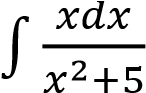 ∫ xdx / x²+5